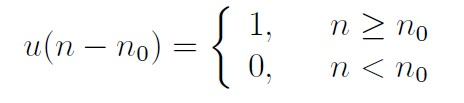 u(n − n₀) = { 1, n ≥ n₀
0, n < n₀